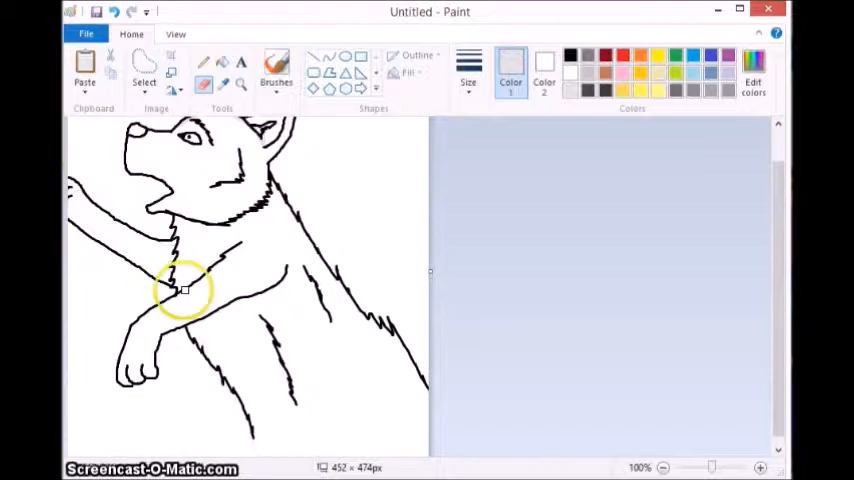 Untitled - Paint
File
Home
View
Paste
Select
A
Brushes
Outline
Fill
Size
Color
1
Color
2
Edit
colors
Clipboard
Image
Tools
Shapes
Colors
Screencast-O-Matic.com
452 × 474px
100%